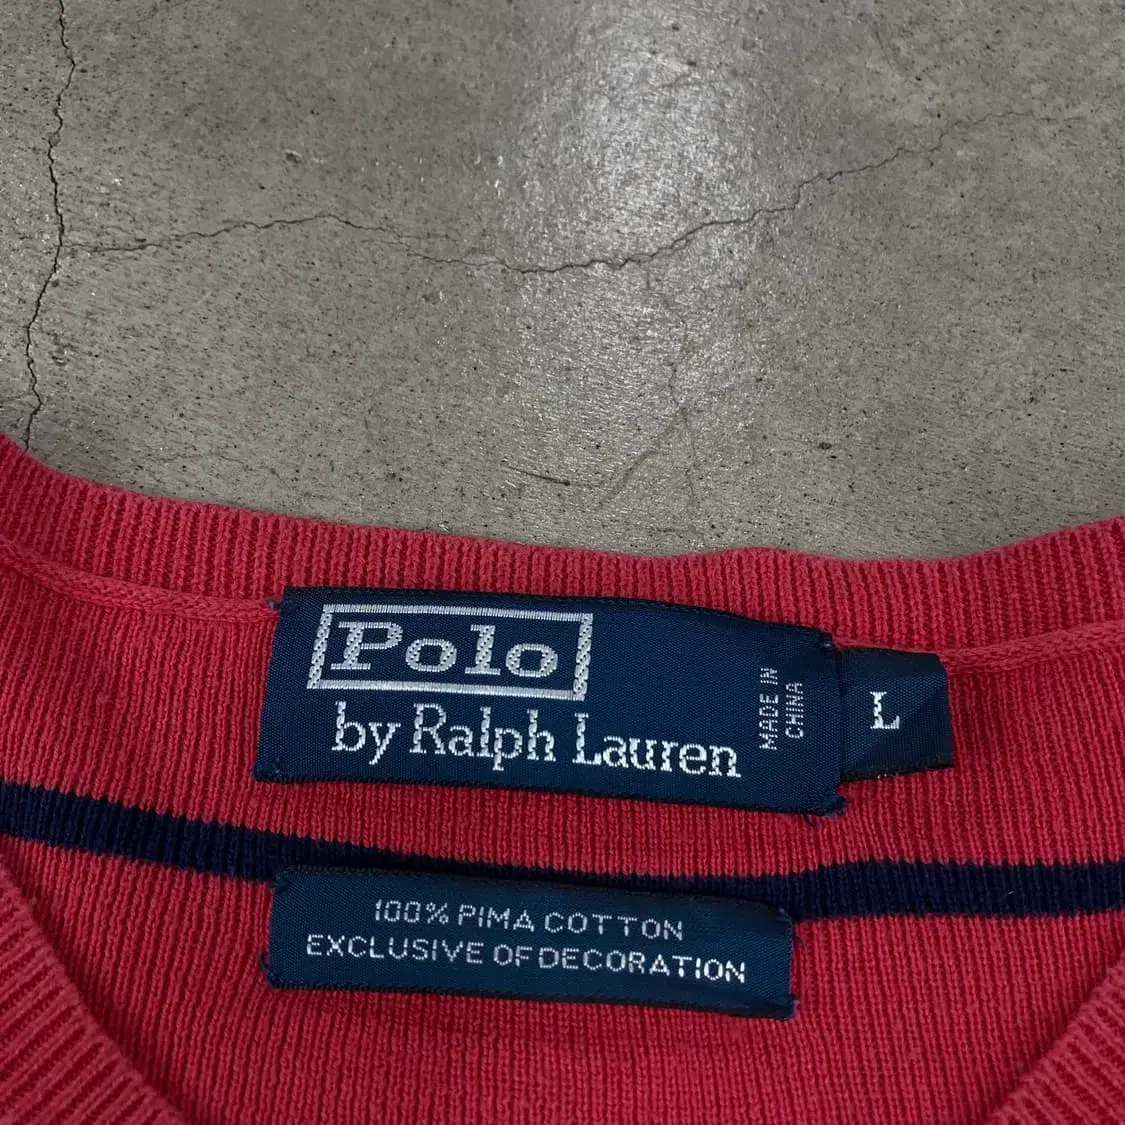 Polo
by Ralph Lauren
MADE IN
CHINA
L
100% PIMA COTTON
EXCLUSIVE OF DECORATION